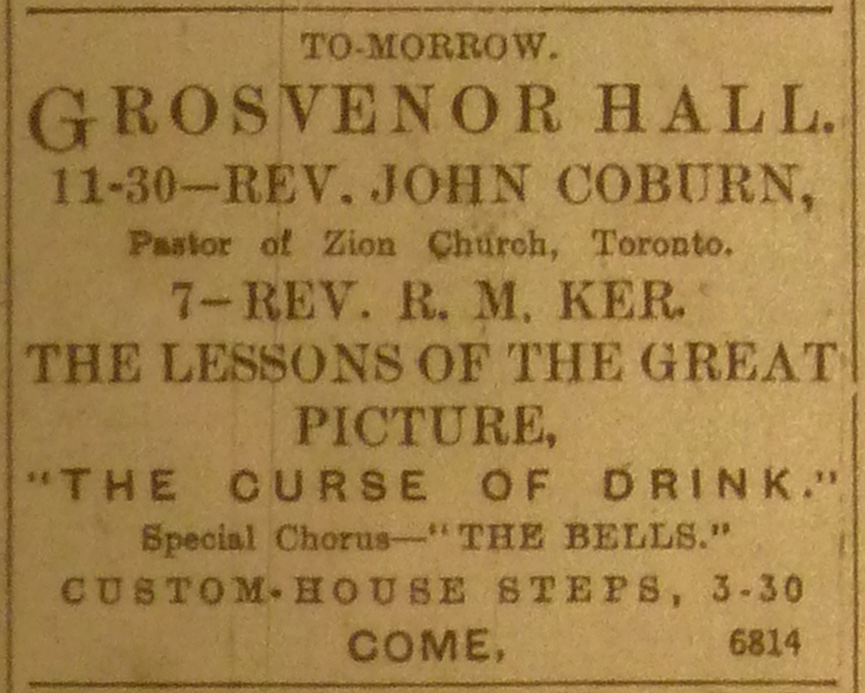 TO-MORROW.
GROSVENOR HALL.
11-30—REV. JOHN COBURN,
Pastor of Zion Church, Toronto.
7—REV. R. M. KER.
THE LESSONS OF THE GREAT
PICTURE,
"THE CURSE OF DRINK."
Special Chorus—"THE BELLS."
CUSTOM-HOUSE STEPS, 3-30
COME, 6814